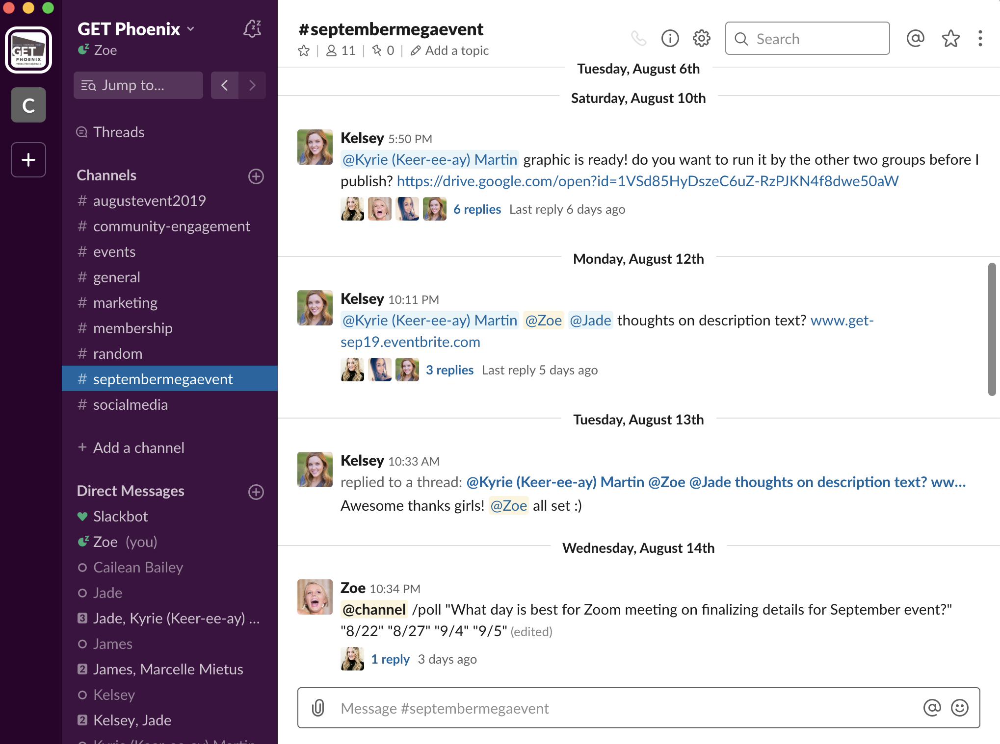 GET
PHOENIX
YOUNG PROFESSIONALS
C
GET Phoenix
Zoe
Jump to...
Threads
Channels
# augustevent2019
# community-engagement
# events
# general
# marketing
# membership
# random
# septembermegaevent
# socialmedia
+ Add a channel
Direct Messages
Slackbot
Zoe (you)
Cailean Bailey
Jade
3 Jade, Kyrie (Keer-ee-ay) ...
James
2 James, Marcelle Mietus
Kelsey
2 Kelsey, Jade
Kyrie (Keer-ee-ay) Martin
#septembermegaevent
11 | 0 | Add a topic
Search
Tuesday, August 6th
Saturday, August 10th
Kelsey 5:50 PM
@Kyrie (Keer-ee-ay) Martin graphic is ready! do you want to run it by the other two groups before I
publish? https://drive.google.com/open?id=1VSd85HyDszeC6uZ-RzPJKN4f8dwe50aW
6 replies Last reply 6 days ago
Monday, August 12th
Kelsey 10:11 PM
@Kyrie (Keer-ee-ay) Martin @Zoe @Jade thoughts on description text? www.get-
sep19.eventbrite.com
3 replies Last reply 5 days ago
Tuesday, August 13th
Kelsey 10:33 AM
replied to a thread: @Kyrie (Keer-ee-ay) Martin @Zoe @Jade thoughts on description text? ww...
Awesome thanks girls! @Zoe all set :)
Wednesday, August 14th
Zoe 10:34 PM
@channel /poll "What day is best for Zoom meeting on finalizing details for September event?"
"8/22" "8/27" "9/4" "9/5" (edited)
1 reply 3 days ago
Message #septembermegaevent